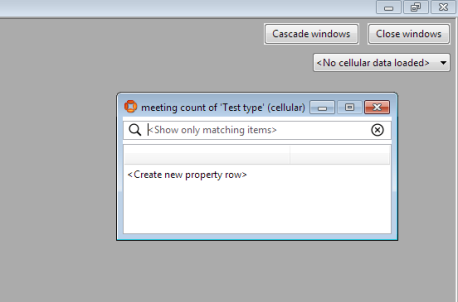 Cascade windows
Close windows
<No cellular data loaded>
meeting count of 'Test type' (cellular)
<Show only matching items>
<Create new property row>